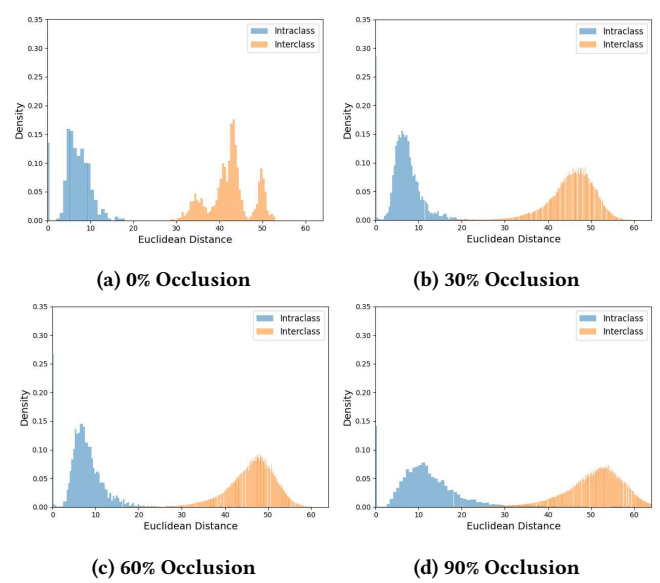 0.35
0.30
0.25
0.20
0.15
0.10
0.05
0.00
Density
0 10 20 30 40 50 60
Euclidean Distance
Intraclass
Interclass
(a) 0% Occlusion
0.35
0.30
0.25
0.20
0.15
0.10
0.05
0.00
Density
0 10 20 30 40 50 60
Euclidean Distance
Intraclass
Interclass
(b) 30% Occlusion
0.35
0.30
0.25
0.20
0.15
0.10
0.05
0.00
Density
0 10 20 30 40 50 60
Euclidean Distance
Intraclass
Interclass
(c) 60% Occlusion
0.35
0.30
0.25
0.20
0.15
0.10
0.05
0.00
Density
0 10 20 30 40 50 60
Euclidean Distance
Intraclass
Interclass
(d) 90% Occlusion